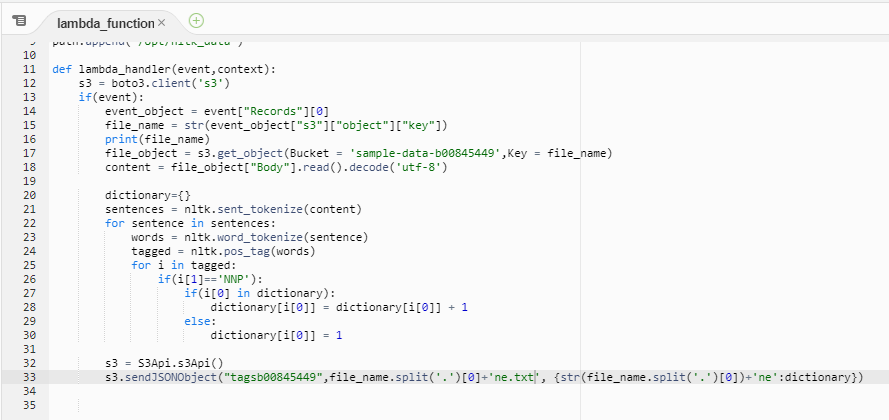 lambda_function ×
9 path.append("/opt/nltk_data")
10
11 def lambda_handler(event,context):
12     s3 = boto3.client('s3')
13     if(event):
14         event_object = event["Records"][0]
15         file_name = str(event_object["s3"]["object"]["key"])
16         print(file_name)
17         file_object = s3.get_object(Bucket = 'sample-data-b00845449',Key = file_name)
18         content = file_object["Body"].read().decode('utf-8')
19
20         dictionary={}
21         sentences = nltk.sent_tokenize(content)
22         for sentence in sentences:
23             words = nltk.word_tokenize(sentence)
24             tagged = nltk.pos_tag(words)
25             for i in tagged:
26                 if(i[1]=='NNP'):
27                     if(i[0] in dictionary):
28                         dictionary[i[0]] = dictionary[i[0]] + 1
29                     else:
30                         dictionary[i[0]] = 1
31
32         s3 = S3Api.s3Api()
33         s3.sendJSONObject("tagsb00845449",file_name.split('.')[0]+'ne.txt', {str(file_name.split('.')[0])+'ne':dictionary})
34
35